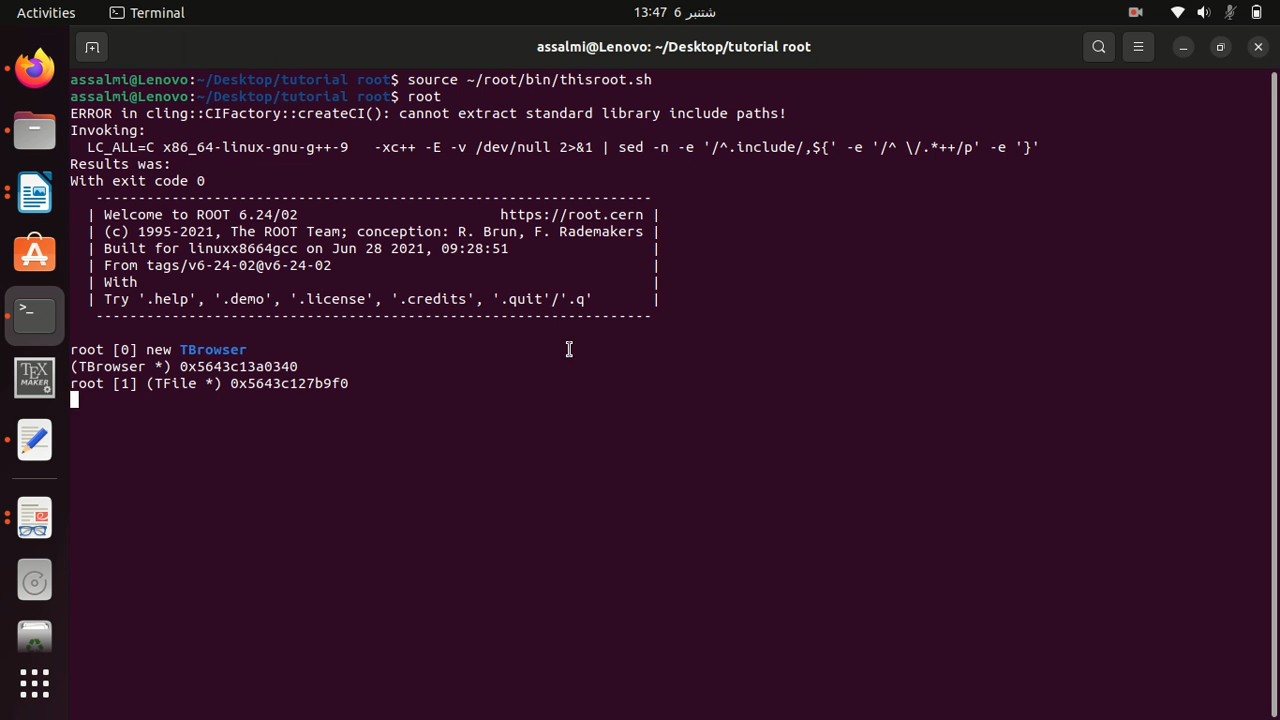 Activities
Terminal
13:47 6 شتنبر
assalmi@Lenovo: ~/Desktop/tutorial root
assalmi@Lenovo:~/Desktop/tutorial root$ source ~/root/bin/thisroot.sh
assalmi@Lenovo:~/Desktop/tutorial root$ root
ERROR in cling::CIFactory::createCI(): cannot extract standard library include paths!
Invoking:
  LC_ALL=C x86_64-linux-gnu-g++-9   -xc++ -E -v /dev/null 2>&1 | sed -n -e '/^.include/,${' -e '/^ \/.*++/p' -e '}'
Results was:
With exit code 0
   ------------------------------------------------------------------
  | Welcome to ROOT 6.24/02                        https://root.cern |
  | (c) 1995-2021, The ROOT Team; conception: R. Brun, F. Rademakers |
  | Built for linuxx8664gcc on Jun 28 2021, 09:28:51                 |
  | From tags/v6-24-02@v6-24-02                                      |
  | With                                                             |
  | Try '.help', '.demo', '.license', '.credits', '.quit'/'.q'       |
   ------------------------------------------------------------------
root [0] new TBrowser
(TBrowser *) 0x5643c13a0340
root [1] (TFile *) 0x5643c127b9f0
>_
TEX
MAKER